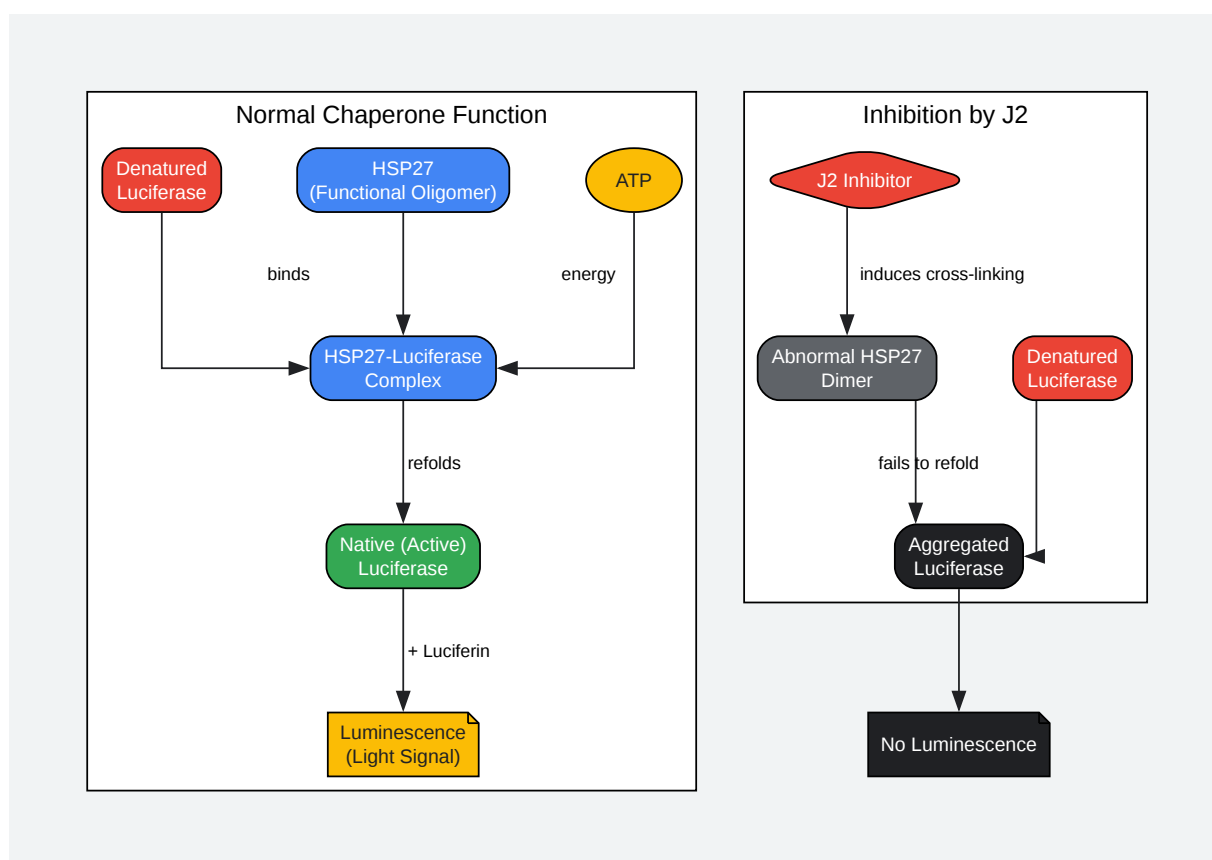 Normal Chaperone Function
Denatured
Luciferase
HSP27
(Functional Oligomer)
ATP
binds
energy
HSP27-Luciferase
Complex
refolds
Native (Active)
Luciferase
+ Luciferin
Luminescence
(Light Signal)
Inhibition by J2
J2 Inhibitor
induces cross-linking
Abnormal HSP27
Dimer
Denatured
Luciferase
fails to refold
Aggregated
Luciferase
No Luminescence